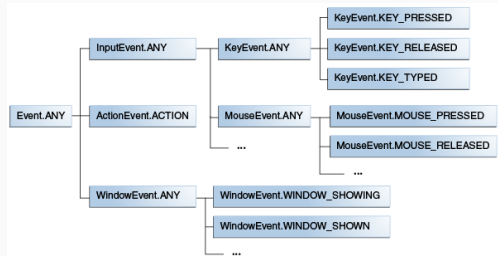 KeyEvent.KEY_PRESSED
InputEvent.ANY
KeyEvent.ANY
KeyEvent.KEY_RELEASED
KeyEvent.KEY_TYPED
Event.ANY
ActionEvent.ACTION
MouseEvent.ANY
MouseEvent.MOUSE_PRESSED
...
MouseEvent.MOUSE_RELEASED
...
WindowEvent.ANY
WindowEvent.WINDOW_SHOWING
WindowEvent.WINDOW_SHOWN
...